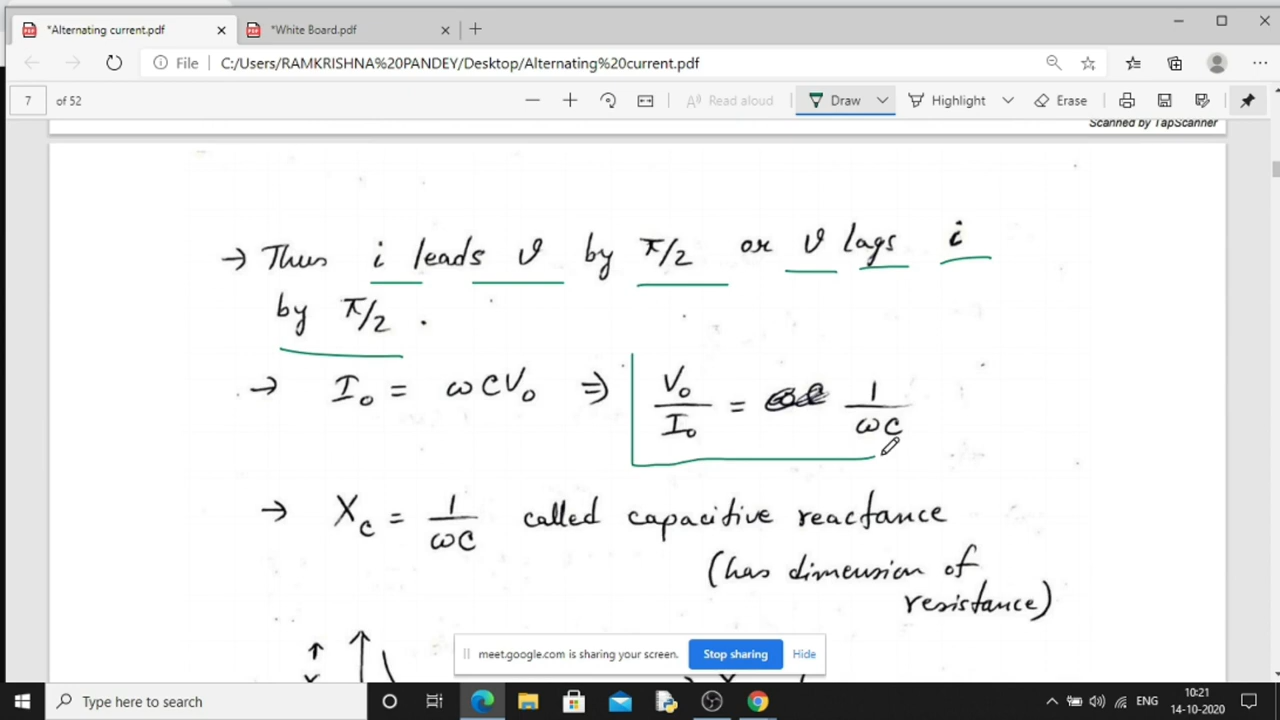 *Alternating current.pdf
*White Board.pdf
File
C:/Users/RAMKRISHNA%20PANDEY/Desktop/Alternating%20current.pdf
7 of 52
Read aloud
Draw
Highlight
Erase
Scanned by TapScanner
→ Thus i leads v by π/2 or v lags i
by π/2 .
→ I₀ = ωCV₀ ⇒ V₀/I₀ = 1/ωC
→ Xc = 1/ωC called capacitive reactance
(has dimension of
resistance)
meet.google.com is sharing your screen.
Stop sharing
Hide
Type here to search
ENG
10:21
14-10-2020